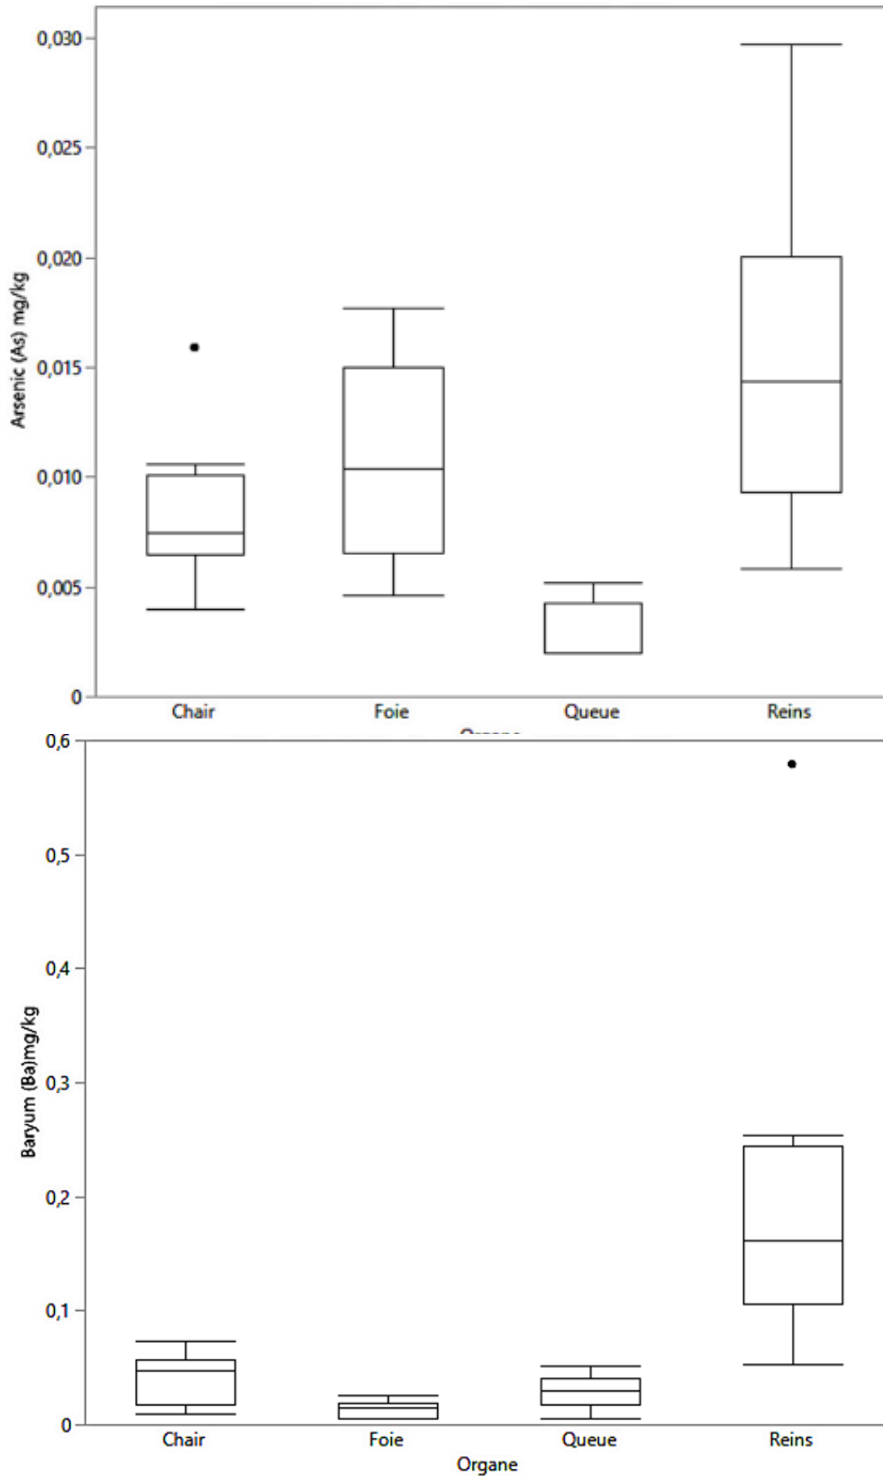 Arsenic (As) mg/kg
0,030
0,025
0,020
0,015
0,010
0,005
0
Chair Foie Queue Reins
Baryum (Ba)mg/kg
0,6
0,5
0,4
0,3
0,2
0,1
0
Chair Foie Queue Reins
Organe